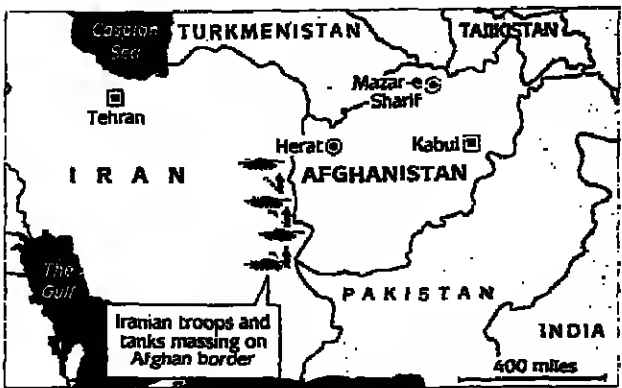 Caspian
Sea
TURKMENISTAN
TAJIKISTAN
Mazar-e
Sharif
Tehran
Herat
Kabul
IRAN
AFGHANISTAN
The
Gulf
PAKISTAN
Iranian troops and
tanks massing on
Afghan border
INDIA
400 miles